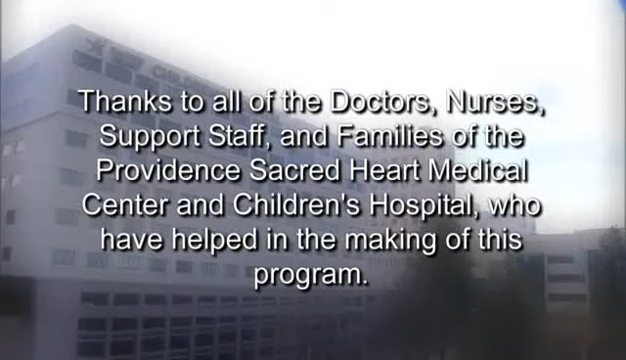 Thanks to all of the Doctors, Nurses,
Support Staff, and Families of the
Providence Sacred Heart Medical
Center and Children's Hospital, who
have helped in the making of this
program.